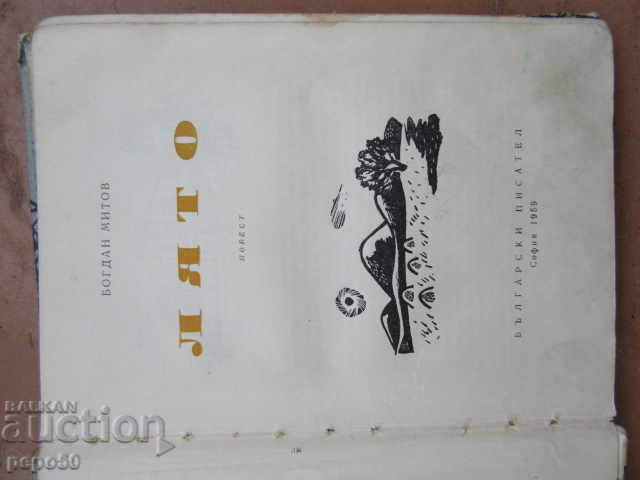 БОГДАН МИТОВ
ЛЯТО
ПОВЕСТ
БЪЛГАРСКИ ПИСАТЕЛ
София 1959
BALKAN
auction
pepo50